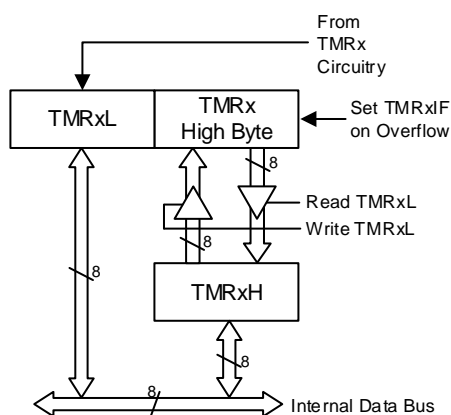 From
TMRx
Circuitry
TMRxL
TMRx
High Byte
Set TMRxIF
on Overflow
8
Read TMRxL
Write TMRxL
8
8
TMRxH
8
8
Internal Data Bus